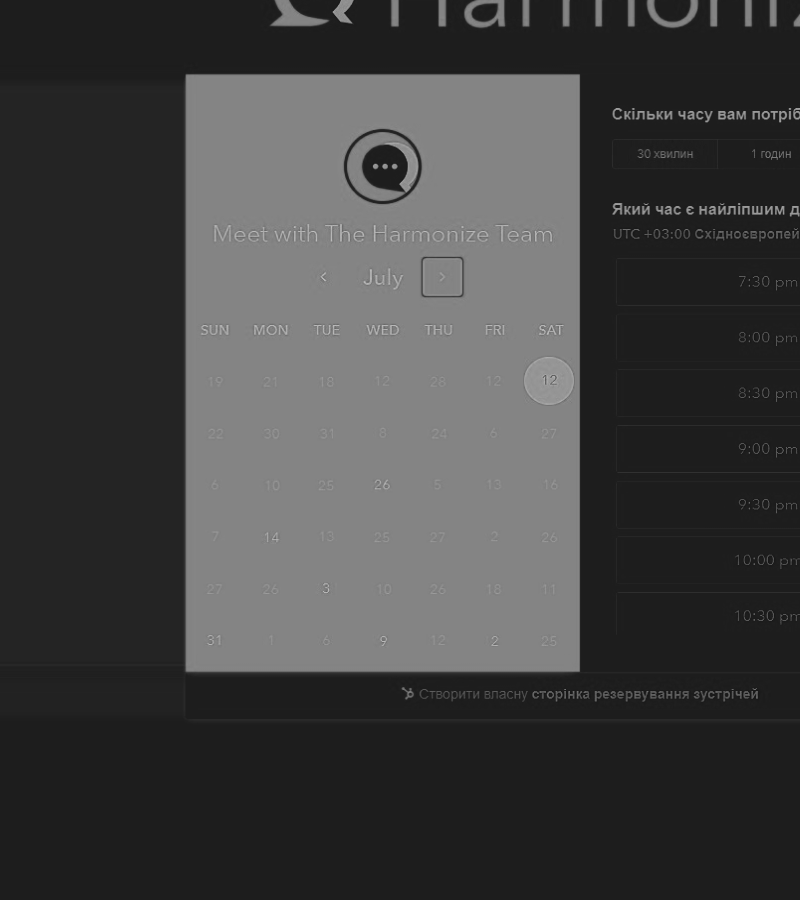 Harmoniz
Meet with The Harmonize Team
July
SUN MON TUE WED THU FRI SAT
19 21 18 12 28 12 12
22 30 31 8 24 6 27
6 10 25 26 5 13 16
7 14 13 25 27 2 26
27 26 3 10 26 18 11
31 1 6 9 12 2 25
Скільки часу вам потріб
30 хвилин 1 годин
Який час є найліпшим д
UTC +03:00 Східноєвропей
7:30 pm
8:00 pm
8:30 pm
9:00 pm
9:30 pm
10:00 pm
10:30 pm
Створити власну сторінка резервування зустрічей